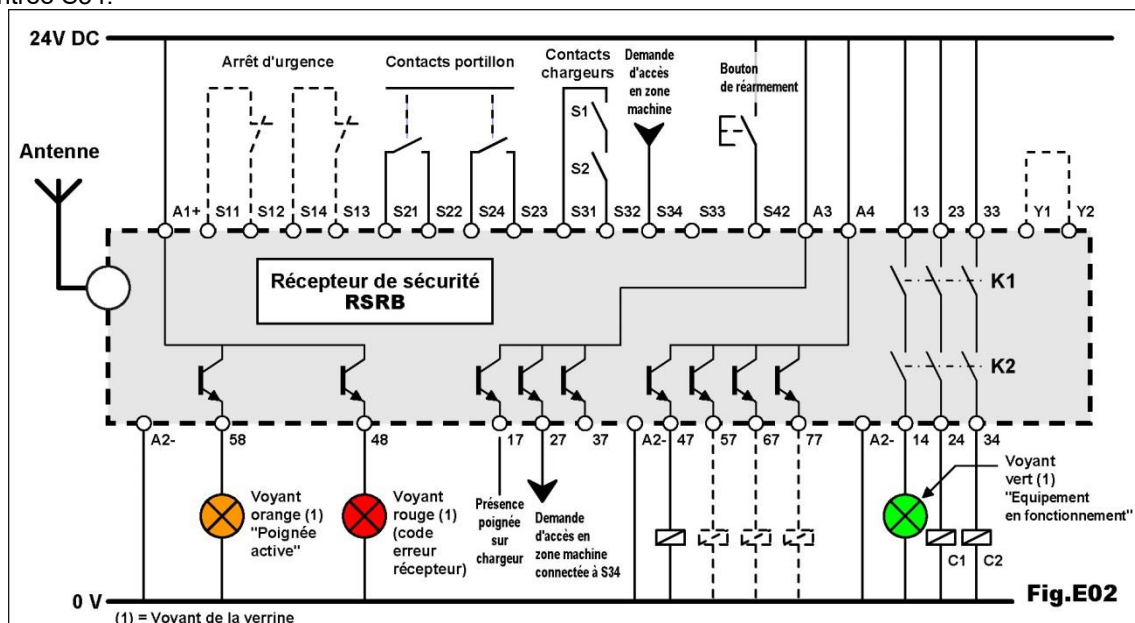 24V DC
Arrêt d'urgence
Contacts portillon
Contacts
chargeurs
Demande
d'accès
en zone
machine
Bouton
de réarmement
S1
S2
Antenne
A1+ S11 S12 S14 S13 S21 S22 S24 S23 S31 S32 S34 S33 S42 A3 A4 13 23 33 Y1 Y2
Récepteur de sécurité
RSRB
K1
K2
A2- 58 48 17 27 37 A2- 47 57 67 77 A2- 14 24 34
Voyant
orange (1)
"Poignée
active"
Voyant
rouge (1)
(code
erreur
récepteur)
Présence
poignée
sur
chargeur
Demande
d'accès en
zone machine
connectée à S34
Voyant
vert (1)
"Equipement
en fonctionnement"
C1 C2
0 V
Fig.E02
(1) = Voyant de la verrine